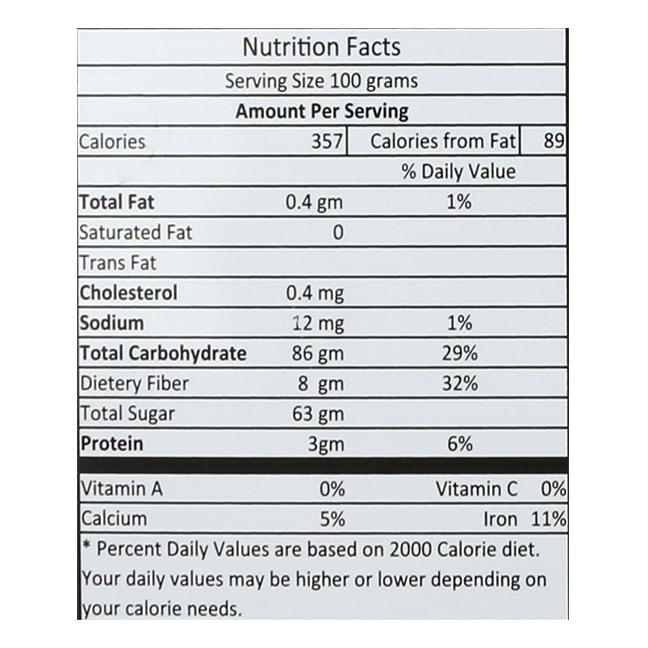 Nutrition Facts
Serving Size 100 grams
Amount Per Serving
Calories 357 Calories from Fat 89
% Daily Value
Total Fat 0.4 gm 1%
Saturated Fat 0
Trans Fat
Cholesterol 0.4 mg
Sodium 12 mg 1%
Total Carbohydrate 86 gm 29%
Dietery Fiber 8 gm 32%
Total Sugar 63 gm
Protein 3gm 6%
Vitamin A 0% Vitamin C 0%
Calcium 5% Iron 11%
* Percent Daily Values are based on 2000 Calorie diet.
Your daily values may be higher or lower depending on
your calorie needs.